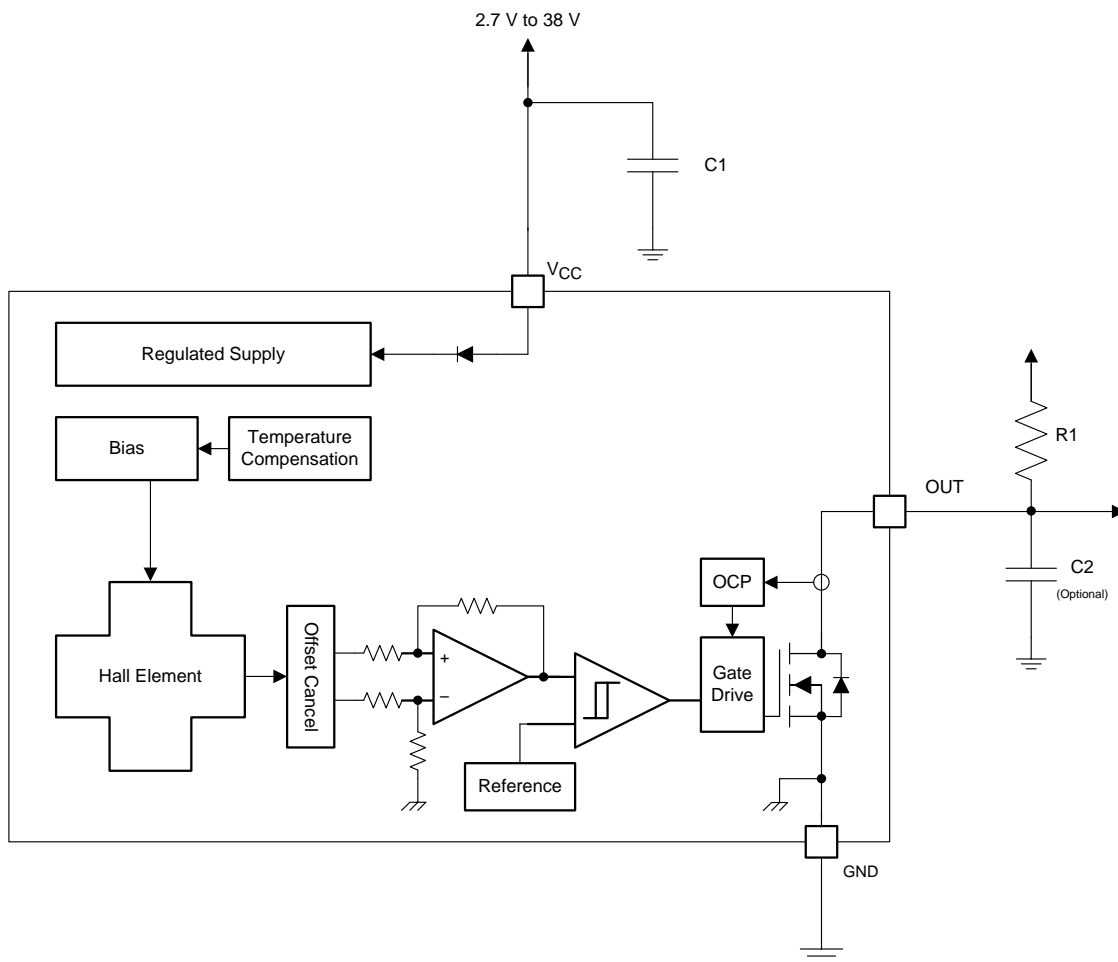 2.7 V to 38 V
C1
VCC
Regulated Supply
Bias
Temperature
Compensation
R1
OUT
C2
(Optional)
OCP
Hall Element
Offset Cancel
+
–
Gate
Drive
Reference
GND